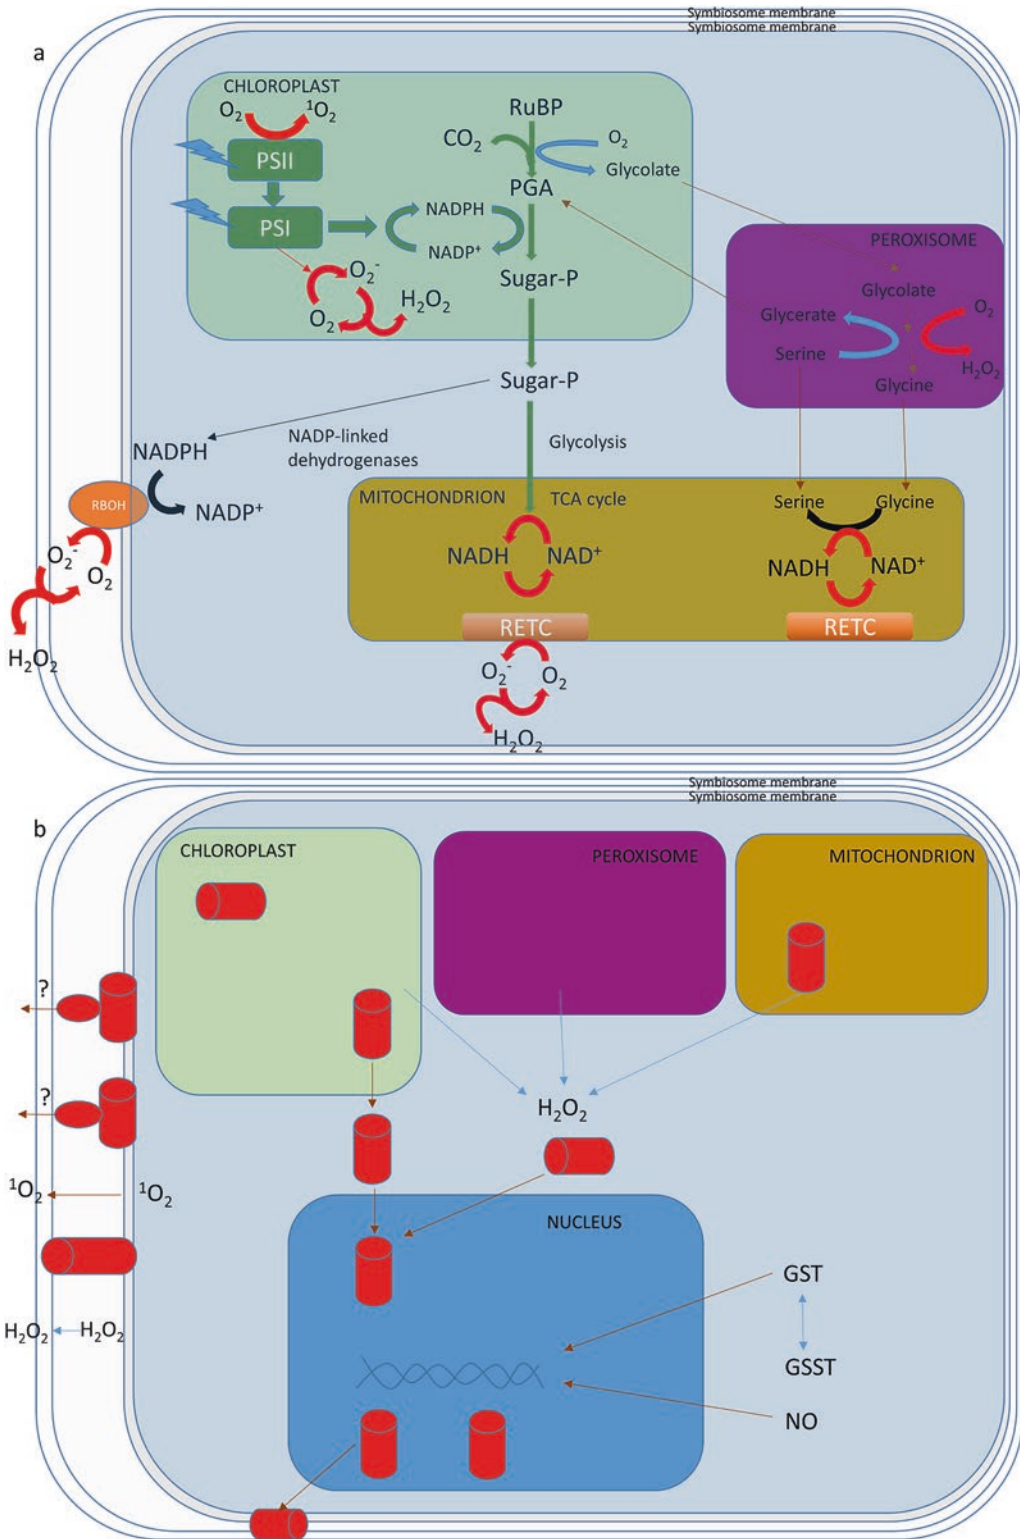 Symbiosome membrane
Symbiosome membrane
a
CHLOROPLAST
O₂ ¹O₂
PSII
PSI
RuBP
CO₂
O₂
Glycolate
PGA
NADPH
NADP⁺
Sugar-P
O₂⁻
O₂
H₂O₂
PEROXISOME
Glycolate
Glycerate
O₂
Serine
H₂O₂
Glycine
Sugar-P
NADP-linked
dehydrogenases
Glycolysis
NADPH
NADP⁺
RBOH
O₂⁻
O₂
H₂O₂
MITOCHONDRION
TCA cycle
NADH NAD⁺
RETC
O₂⁻ O₂
H₂O₂
Serine Glycine
NADH NAD⁺
RETC
Symbiosome membrane
Symbiosome membrane
b
CHLOROPLAST
PEROXISOME
MITOCHONDRION
?
?
H₂O₂
¹O₂ ¹O₂
H₂O₂ H₂O₂
NUCLEUS
GST
GSST
NO